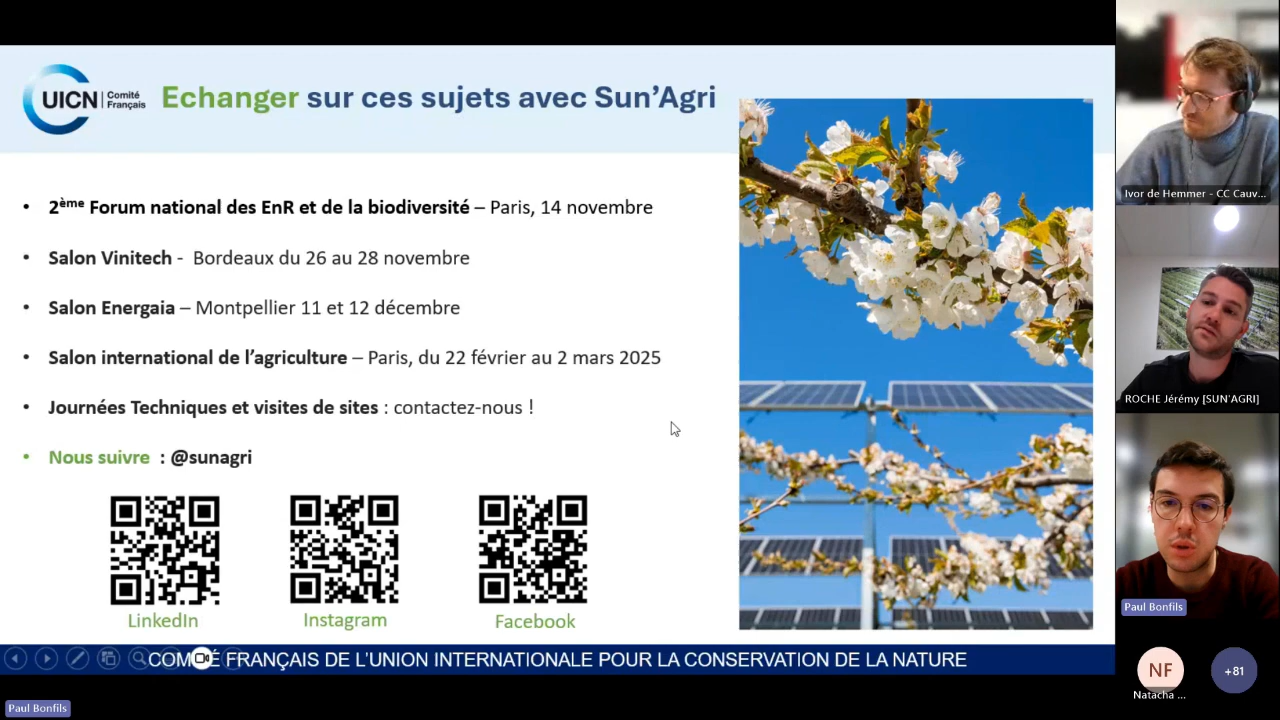 UICN Comité Français
Echanger sur ces sujets avec Sun'Agri
• 2ème Forum national des EnR et de la biodiversité – Paris, 14 novembre
• Salon Vinitech - Bordeaux du 26 au 28 novembre
• Salon Energaia – Montpellier 11 et 12 décembre
• Salon international de l'agriculture – Paris, du 22 février au 2 mars 2025
• Journées Techniques et visites de sites : contactez-nous !
• Nous suivre : @sunagri
LinkedIn
Instagram
Facebook
COMITÉ FRANÇAIS DE L'UNION INTERNATIONALE POUR LA CONSERVATION DE LA NATURE
Paul Bonfils
Ivor de Hemmer - CC Cauv...
ROCHE Jérémy [SUN'AGRI]
Paul Bonfils
NF
Natacha ...
+81